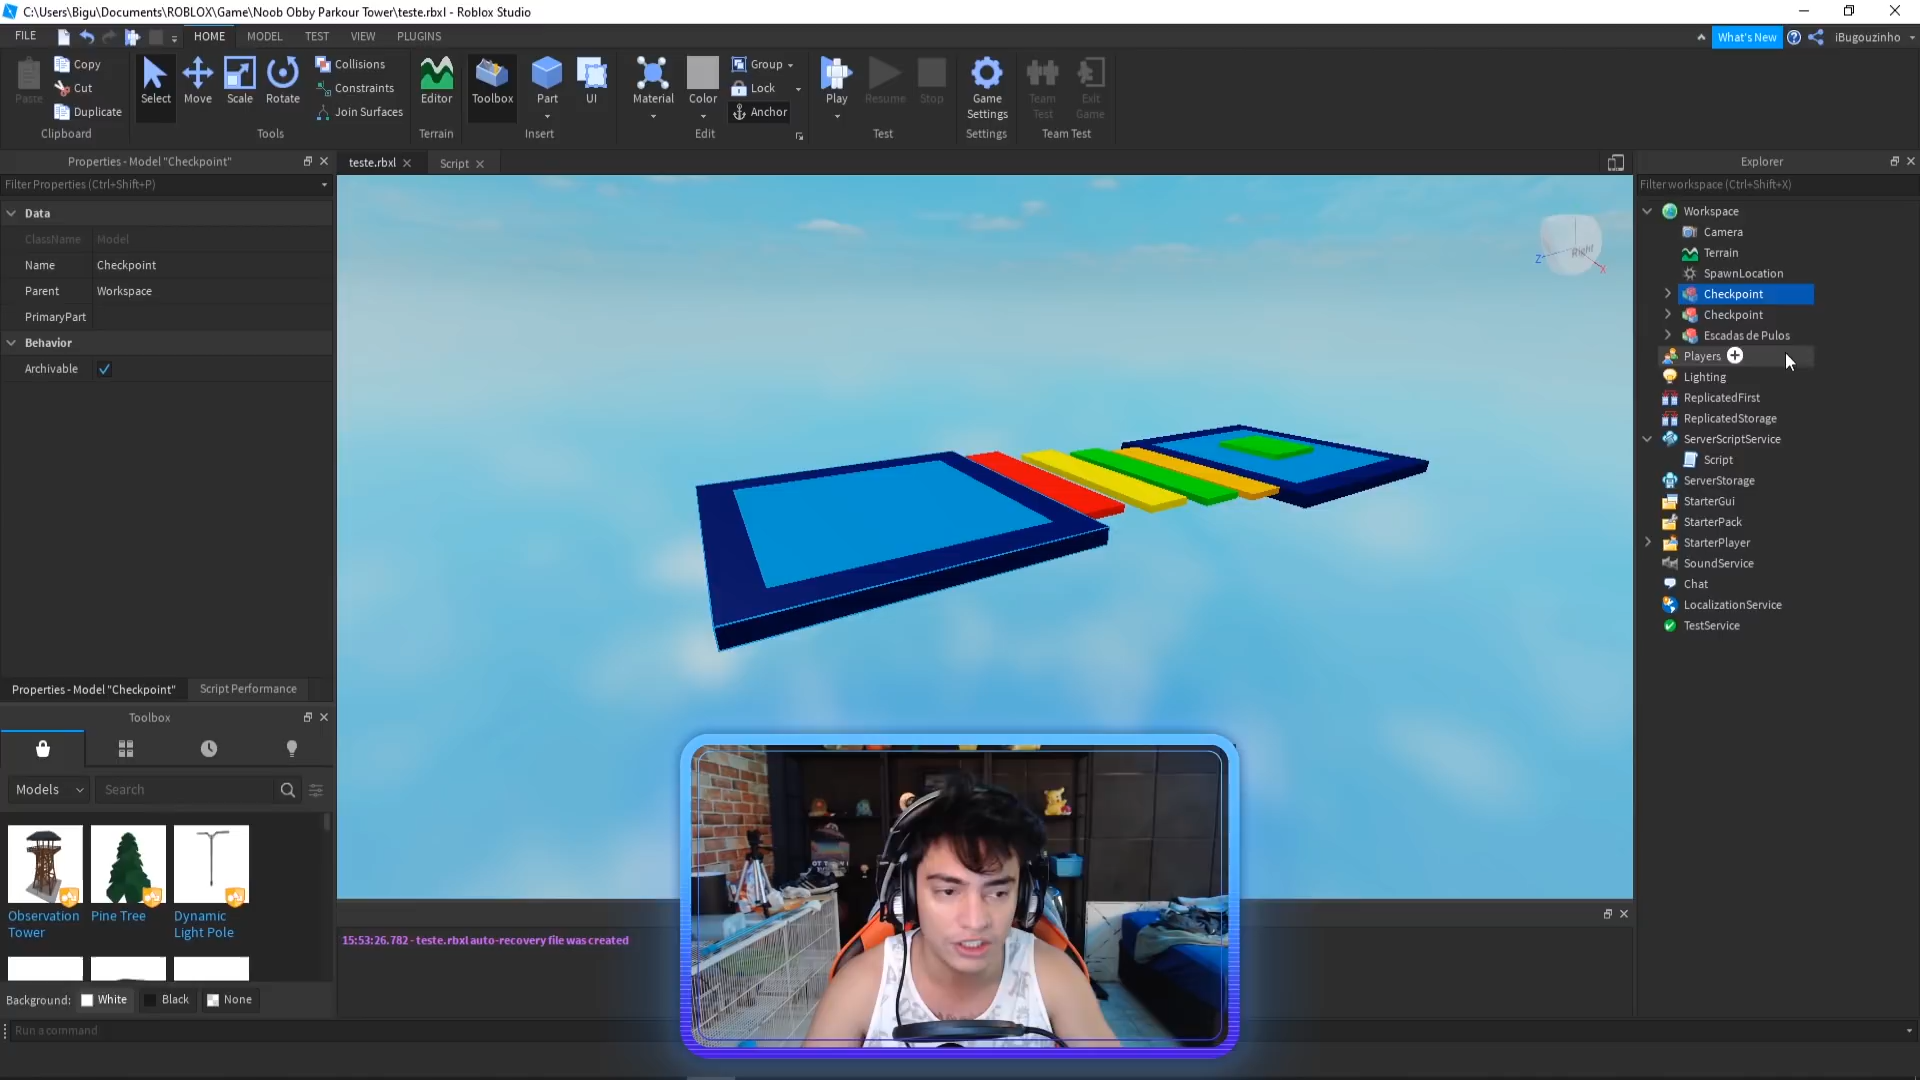 C:\Users\Bigu\Documents\ROBLOX\Game\Noob Obby Parkour Tower\teste.rbxl - Roblox Studio
FILE HOME MODEL TEST VIEW PLUGINS What's New iBugouzinho
Paste Copy Cut Duplicate
Clipboard
Select Move Scale Rotate
Collisions
Constraints
Join Surfaces
Tools
Editor
Terrain
Toolbox Part UI
Insert
Material Color
Group
Lock
Anchor
Edit
Play Resume Stop
Test
Game Settings
Settings
Team Test
Exit Game
Team Test
Properties - Model "Checkpoint"
Filter Properties (Ctrl+Shift+P)
Data
ClassName Model
Name Checkpoint
Parent Workspace
PrimaryPart
Behavior
Archivable
Properties - Model "Checkpoint" Script Performance
Toolbox
Models Search
Observation Tower
Pine Tree
Dynamic Light Pole
Background: White Black None
Run a command
teste.rbxl Script
Right
Z
X
15:53:26.782 - teste.rbxl auto-recovery file was created
Explorer
Filter workspace (Ctrl+Shift+X)
Workspace
Camera
Terrain
SpawnLocation
Checkpoint
Checkpoint
Escadas de Pulos
Players
Lighting
ReplicatedFirst
ReplicatedStorage
ServerScriptService
Script
ServerStorage
StarterGui
StarterPack
StarterPlayer
SoundService
Chat
LocalizationService
TestService